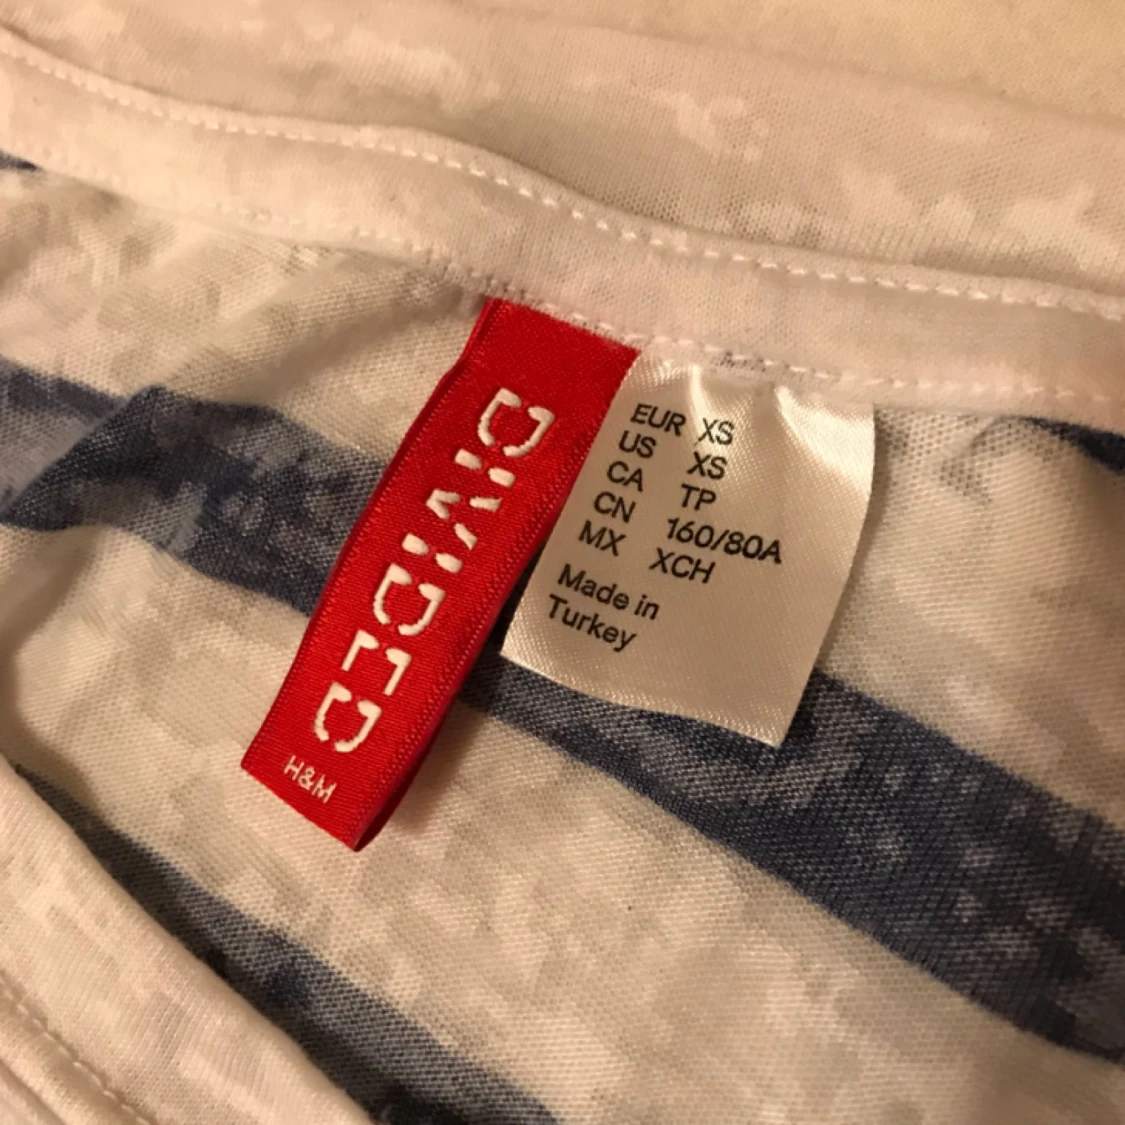 DIVIDED
H&M
EUR XS
US XS
CA TP
CN 160/80A
MX XCH
Made in
Turkey